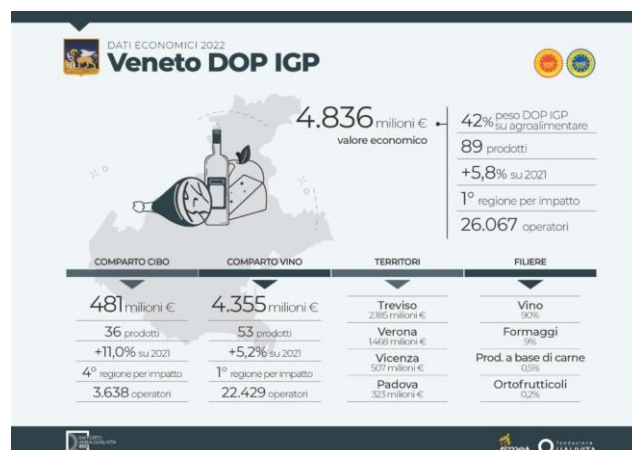 DATI ECONOMICI 2022
Veneto DOP IGP
4.836 milioni €
valore economico
42% peso DOP IGP su agroalimentare
89 prodotti
+5,8% su 2021
1° regione per impatto
26.067 operatori
COMPARTO CIBO
481 milioni €
36 prodotti
+11,0% su 2021
4° regione per impatto
3.638 operatori
COMPARTO VINO
4.355 milioni €
53 prodotti
+5,2% su 2021
1° regione per impatto
22.429 operatori
TERRITORI
Treviso
2.185 milioni €
Verona
1.468 milioni €
Vicenza
507 milioni €
Padova
323 milioni €
FILIERE
Vino
90%
Formaggi
9%
Prod. a base di carne
0,5%
Ortofrutticoli
0,2%